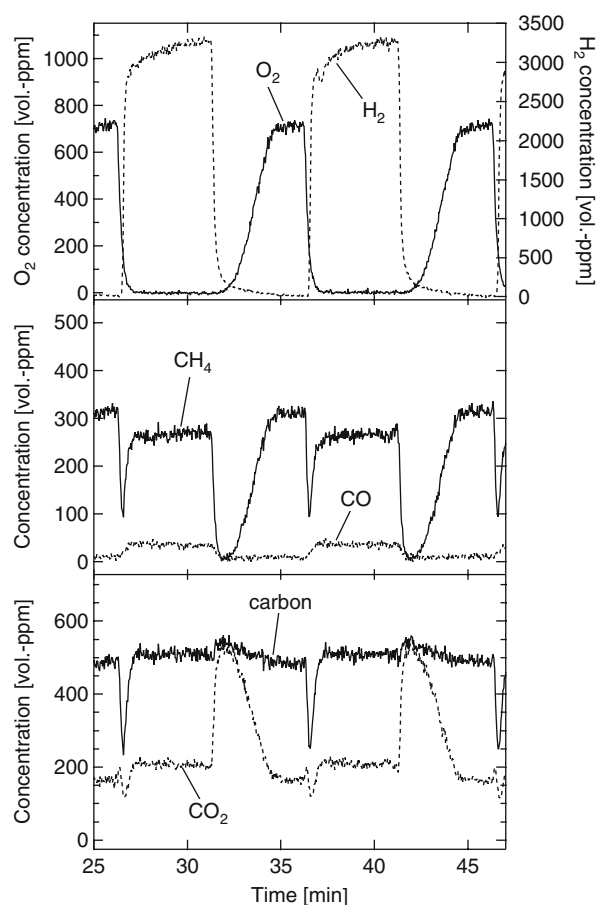 O2 concentration [vol.-ppm]
1000
800
600
400
200
0
O2
H2
3500
3000
2500
2000
1500
1000
500
0
H2 concentration [vol.-ppm]
Concentration [vol.-ppm]
500
400
300
200
100
0
CH4
CO
Concentration [vol.-ppm]
600
400
200
0
carbon
CO2
25
30
35
40
45
Time [min]